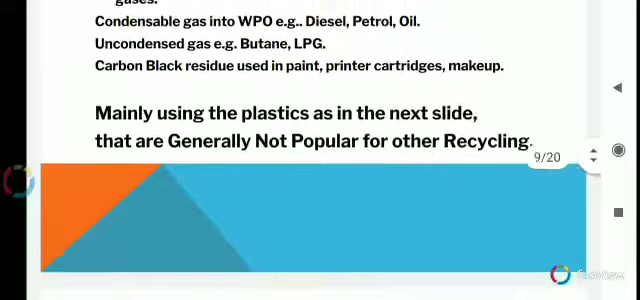 gases.
Condensable gas into WPO e.g.. Diesel, Petrol, Oil.
Uncondensed gas e.g. Butane, LPG.
Carbon Black residue used in paint, printer cartridges, makeup.
Mainly using the plastics as in the next slide,
that are Generally Not Popular for other Recycling.
9/20